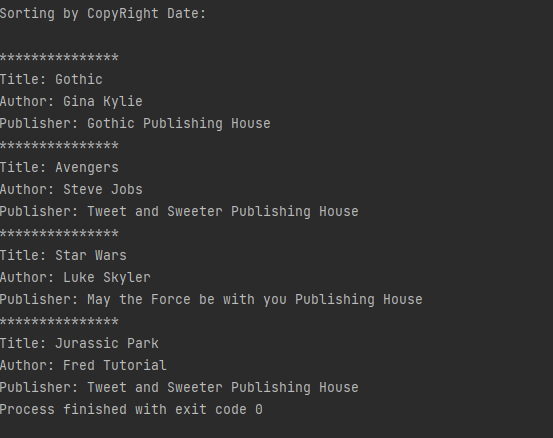 Sorting by CopyRight Date:
***************
Title: Gothic
Author: Gina Kylie
Publisher: Gothic Publishing House
***************
Title: Avengers
Author: Steve Jobs
Publisher: Tweet and Sweeter Publishing House
***************
Title: Star Wars
Author: Luke Skyler
Publisher: May the Force be with you Publishing House
***************
Title: Jurassic Park
Author: Fred Tutorial
Publisher: Tweet and Sweeter Publishing House
Process finished with exit code 0